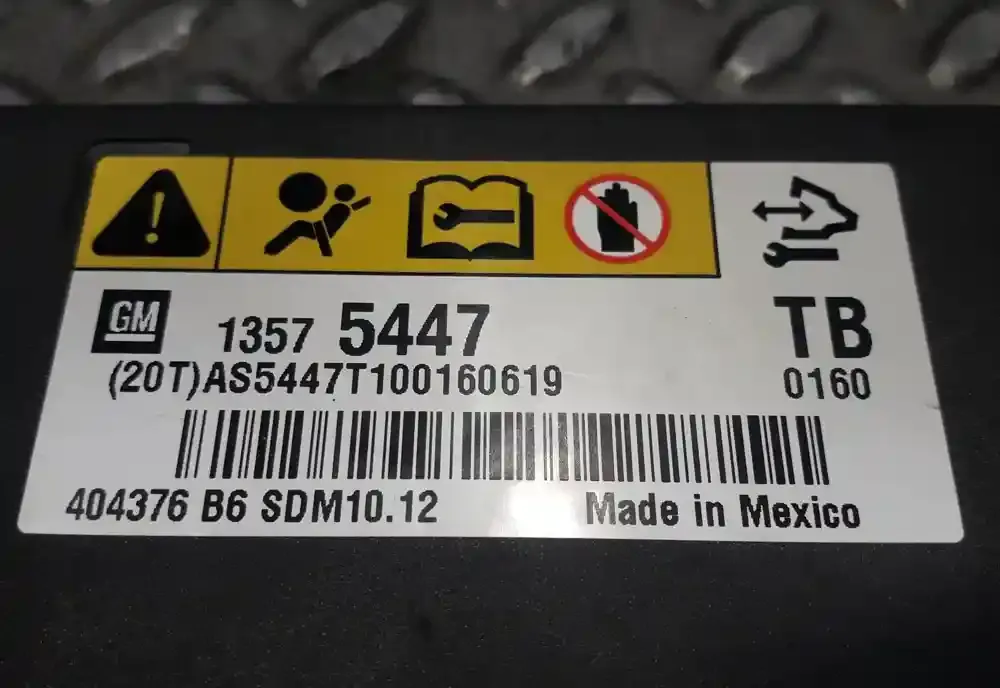 GM 1357 5447 TB
(20T)AS5447T100160619 0160
404376 B6 SDM10.12 Made in Mexico